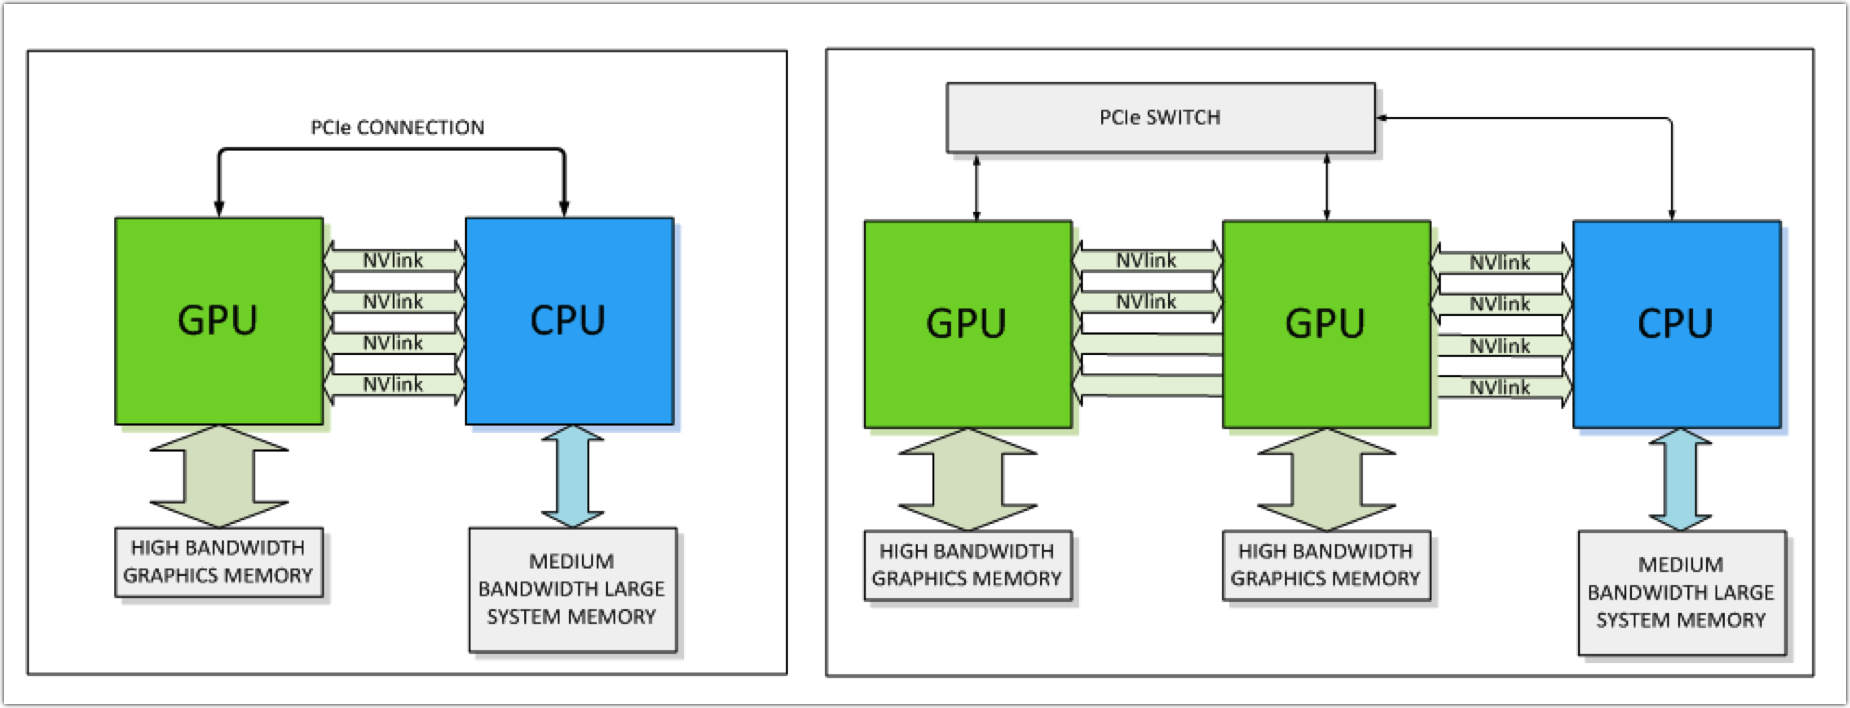 PCIe CONNECTION
GPU
NVlink
NVlink
NVlink
NVlink
CPU
HIGH BANDWIDTH
GRAPHICS MEMORY
MEDIUM
BANDWIDTH LARGE
SYSTEM MEMORY
PCIe SWITCH
GPU
NVlink
NVlink
GPU
NVlink
NVlink
NVlink
NVlink
CPU
HIGH BANDWIDTH
GRAPHICS MEMORY
HIGH BANDWIDTH
GRAPHICS MEMORY
MEDIUM
BANDWIDTH LARGE
SYSTEM MEMORY